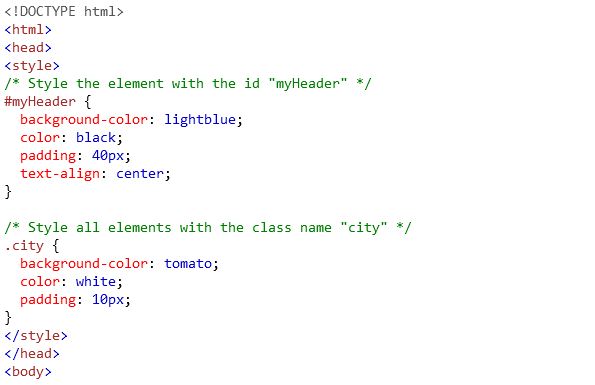 <!DOCTYPE html>
<html>
<head>
<style>
/* Style the element with the id "myHeader" */
#myHeader {
  background-color: lightblue;
  color: black;
  padding: 40px;
  text-align: center;
}

/* Style all elements with the class name "city" */
.city {
  background-color: tomato;
  color: white;
  padding: 10px;
}
</style>
</head>
<body>